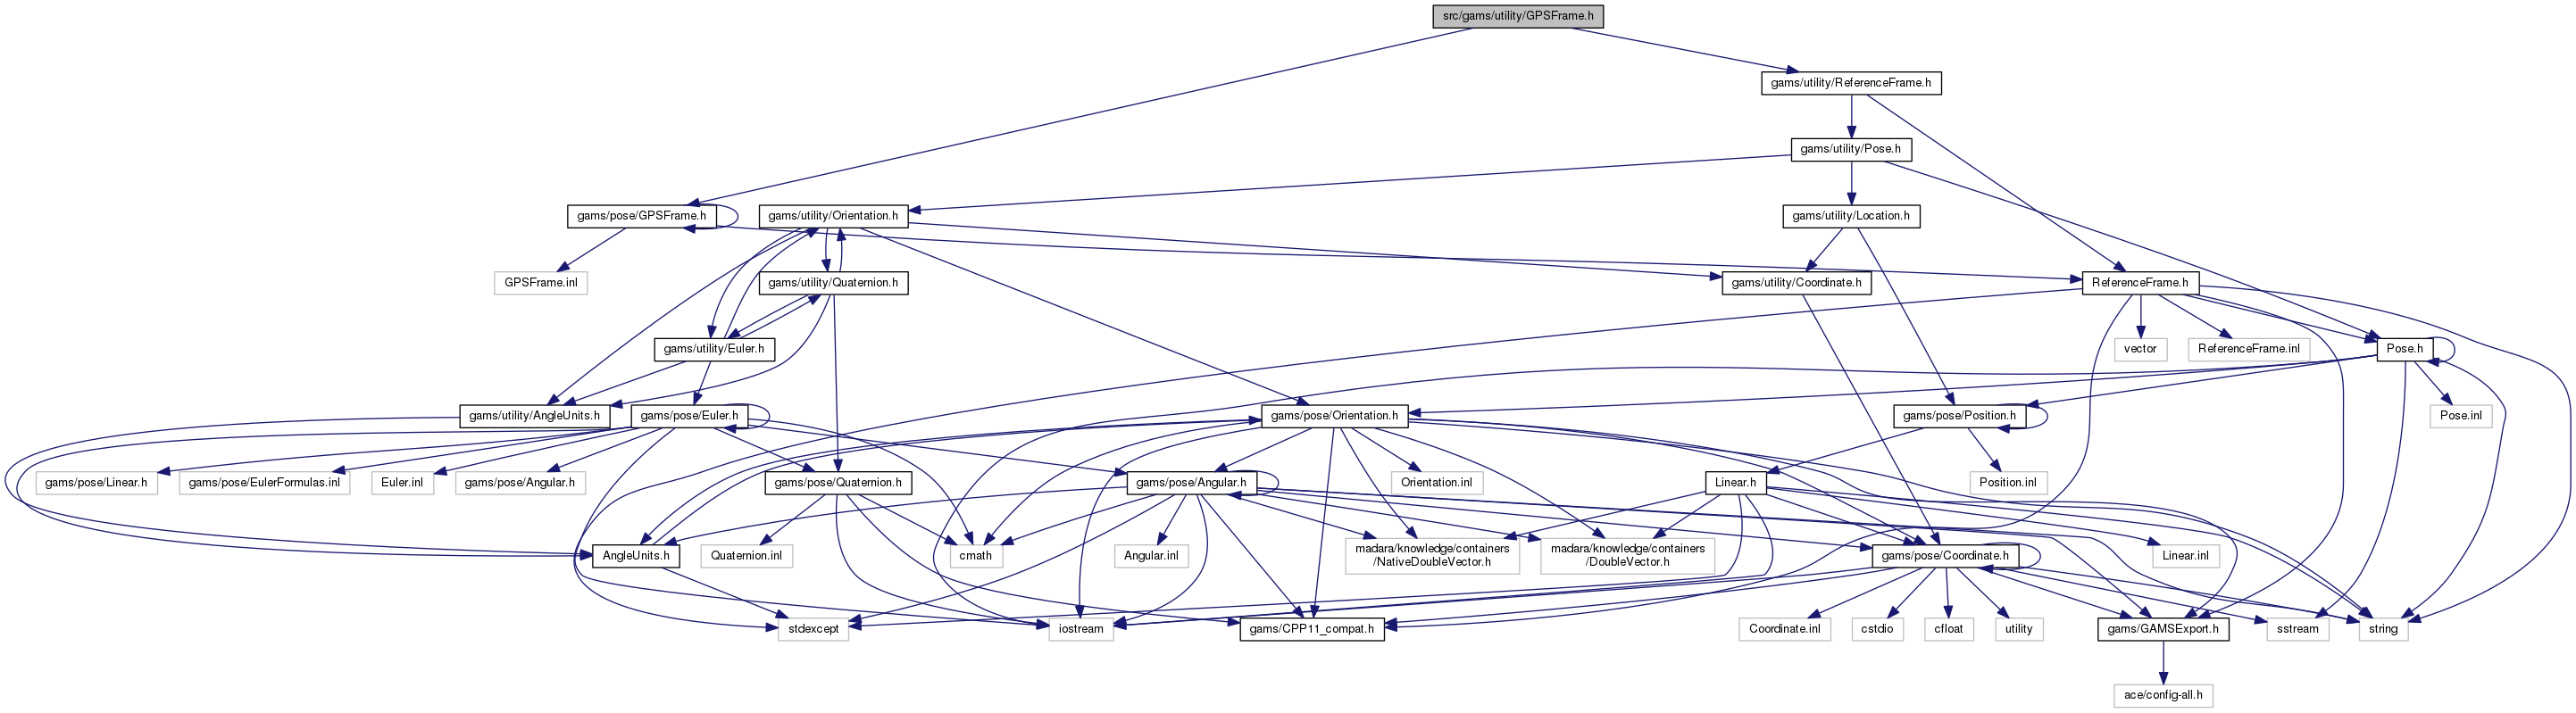 src/gams/utility/GPSFrame.h
gams/utility/ReferenceFrame.h
gams/utility/Pose.h
gams/pose/GPSFrame.h
gams/utility/Orientation.h
gams/utility/Location.h
GPSFrame.inl
gams/utility/Quaternion.h
gams/utility/Coordinate.h
ReferenceFrame.h
gams/utility/Euler.h
vector
ReferenceFrame.inl
Pose.h
gams/utility/AngleUnits.h
gams/pose/Euler.h
gams/pose/Orientation.h
gams/pose/Position.h
Pose.inl
gams/pose/Linear.h
gams/pose/EulerFormulas.inl
Euler.inl
gams/pose/Angular.h
gams/pose/Quaternion.h
gams/pose/Angular.h
Orientation.inl
Linear.h
Position.inl
AngleUnits.h
Quaternion.inl
cmath
Angular.inl
madara/knowledge/containers
/NativeDoubleVector.h
madara/knowledge/containers
/DoubleVector.h
gams/pose/Coordinate.h
Linear.inl
stdexcept
iostream
gams/CPP11_compat.h
Coordinate.inl
cstdio
cfloat
utility
gams/GAMSExport.h
sstream
string
ace/config-all.h